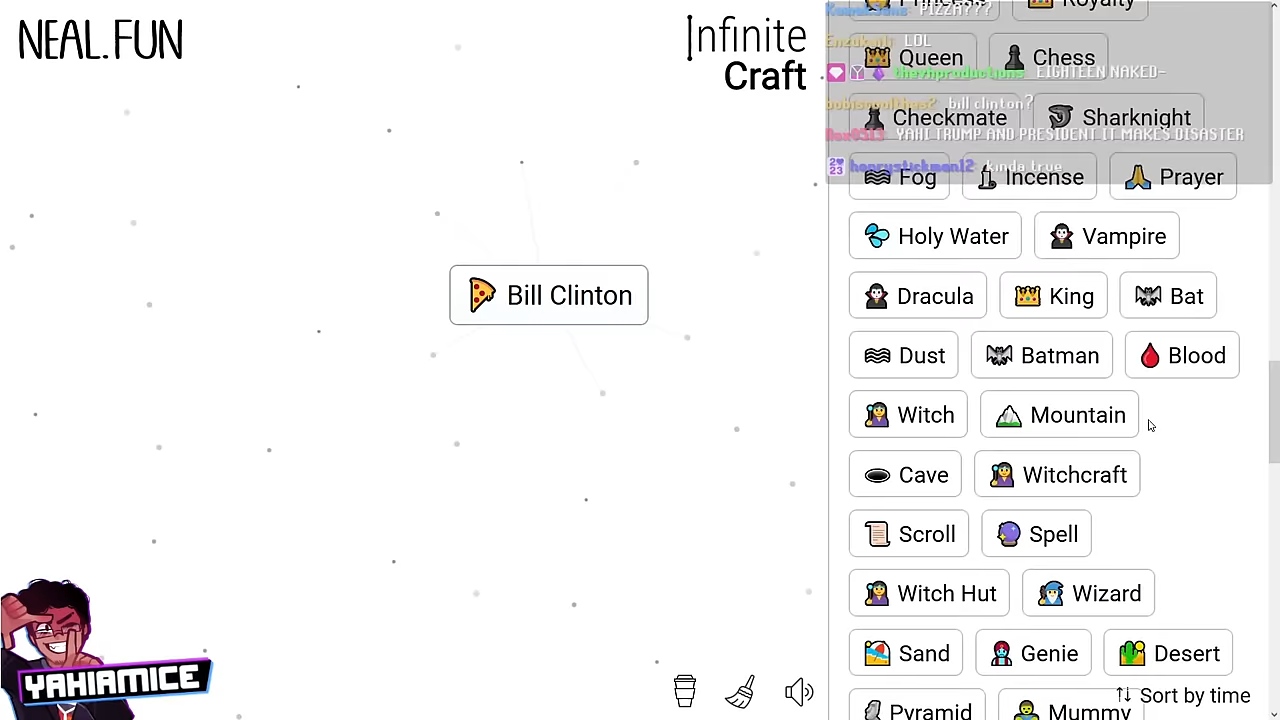 NEAL.FUN
Infinite
Craft
Bill Clinton
YAHIAMICE
Royalty
PIZZA???
LOL
Queen
Chess
thevhproductions EIGHTEEN NAKED-
bill clinton?
Checkmate
Sharknight
YAHI TRUMP AND PRESIDENT IT MAKES DISASTER
henrystickman12 kinda true
Fog
Incense
Prayer
Holy Water
Vampire
Dracula
King
Bat
Dust
Batman
Blood
Witch
Mountain
Cave
Witchcraft
Scroll
Spell
Witch Hut
Wizard
Sand
Genie
Desert
Sort by time
Pyramid
Mummy